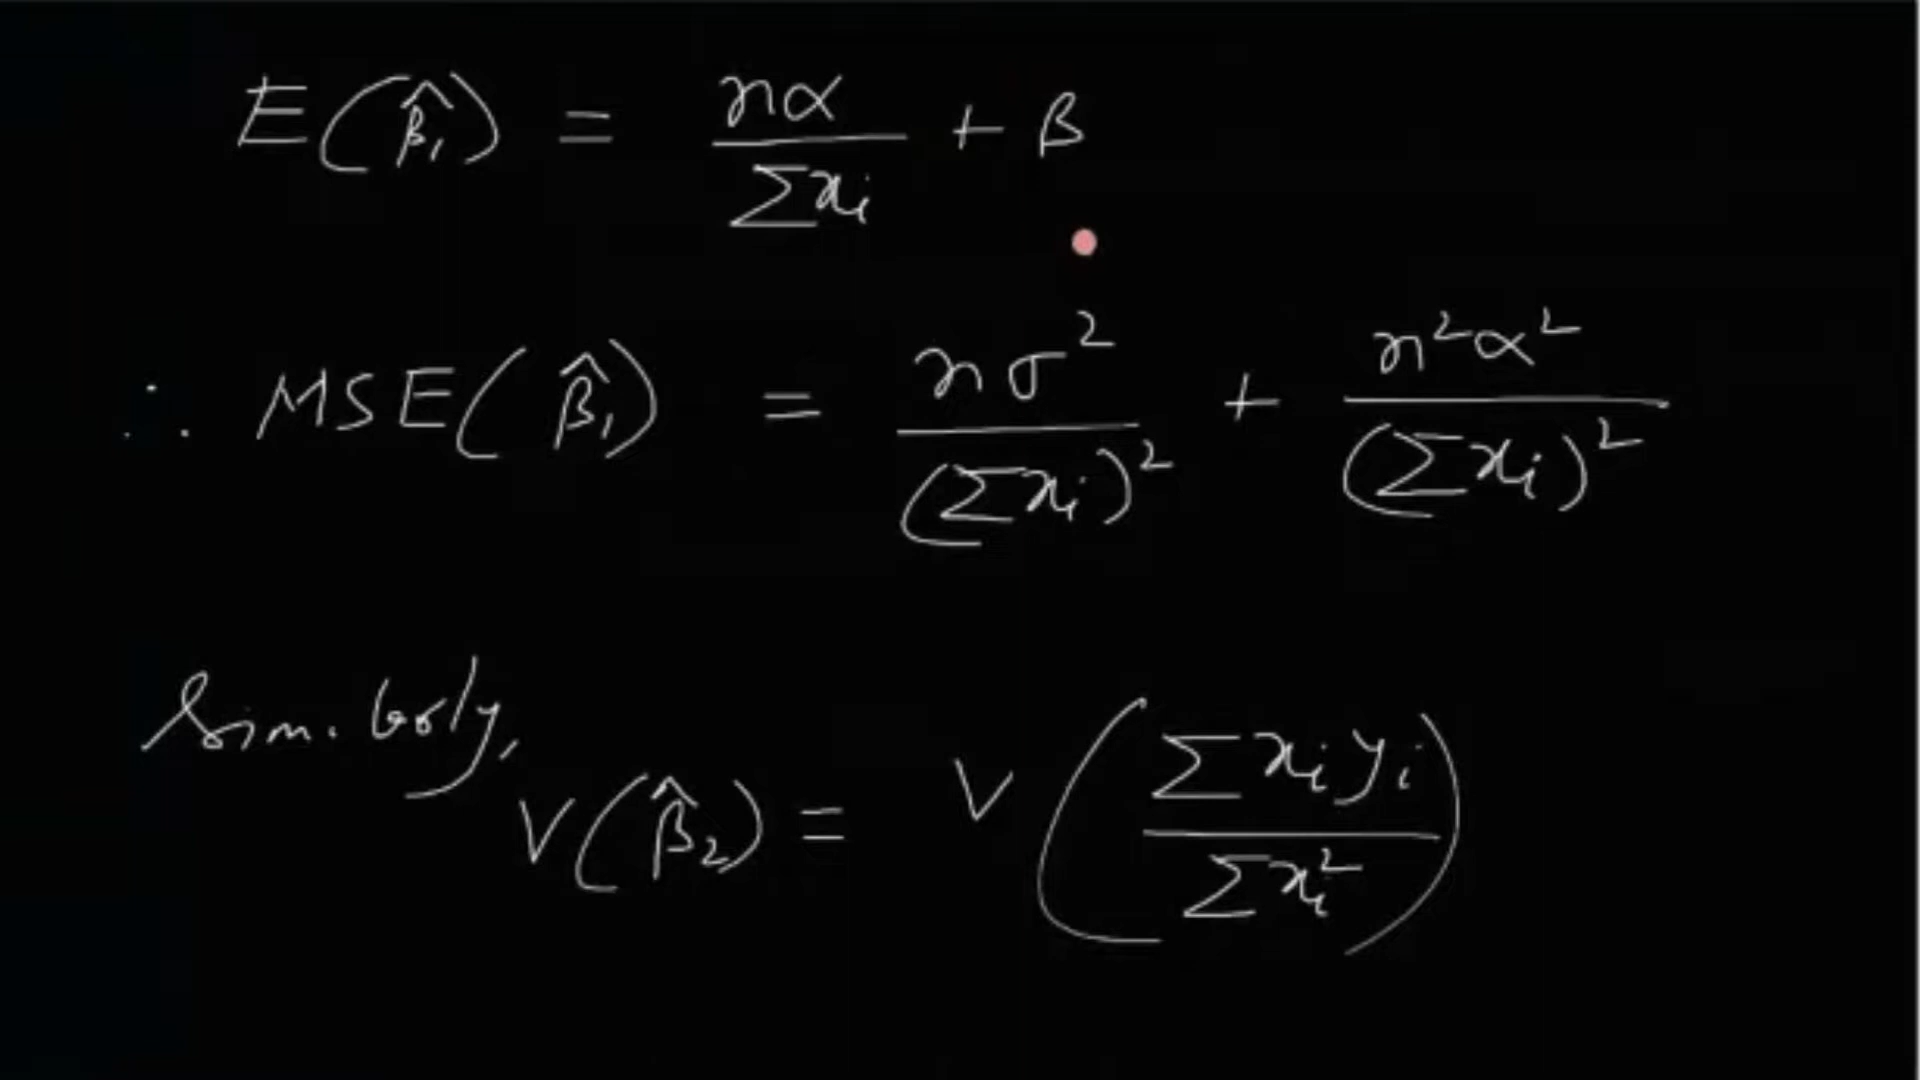 E(β̂₁) = nα / Σxi + β
∴ MSE(β̂₁) = nσ² / (Σxi)² + n²α² / (Σxi)²
Similarly,
V(β̂₂) = V(Σxiyi / Σxi²)